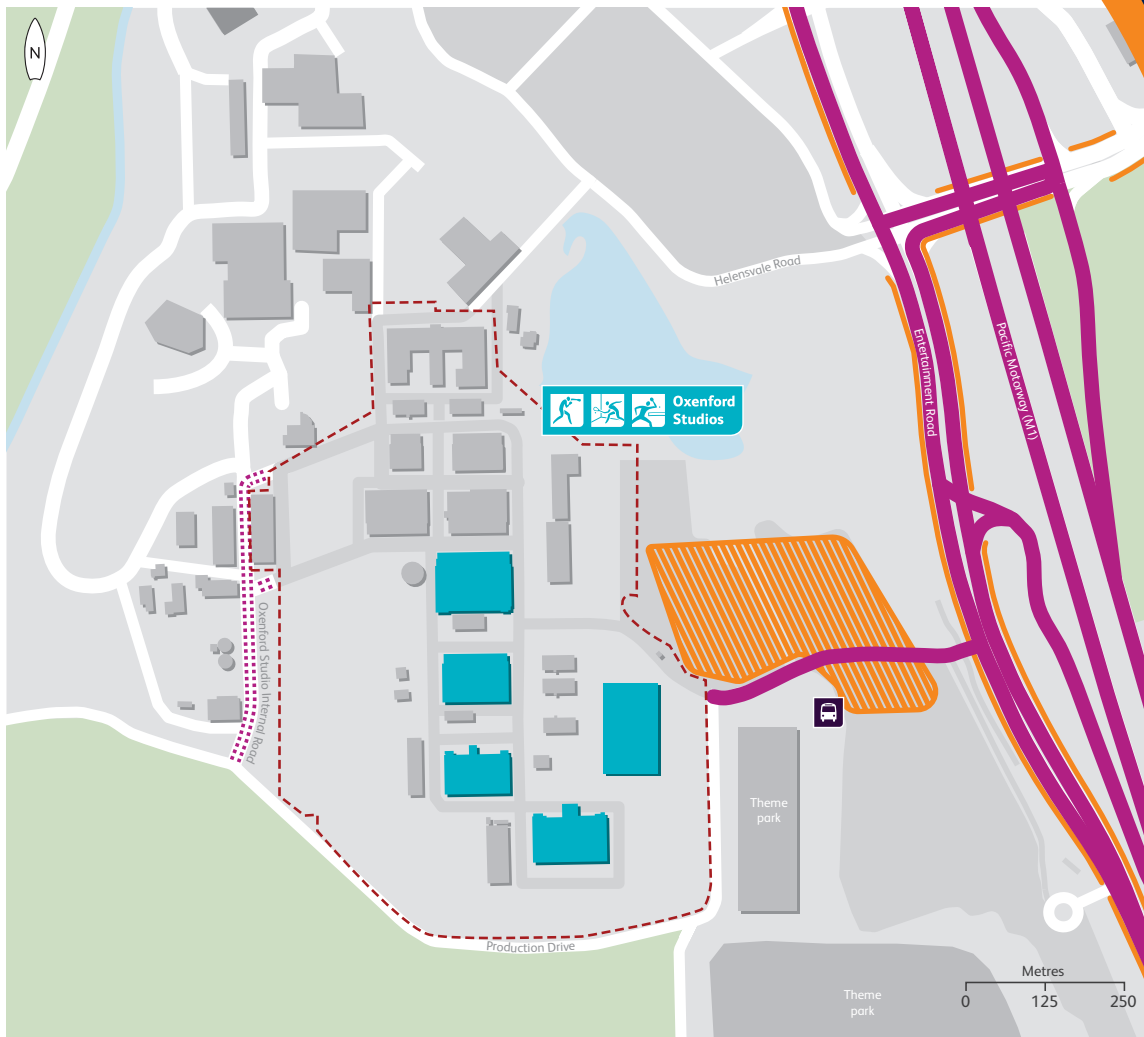 N
Helensvale Road
Entertainment Road
Pacific Motorway (M1)
Oxenford
Studios
Oxenford Studio Internal Road
Theme
park
Production Drive
Theme
park
Metres
0 125 250